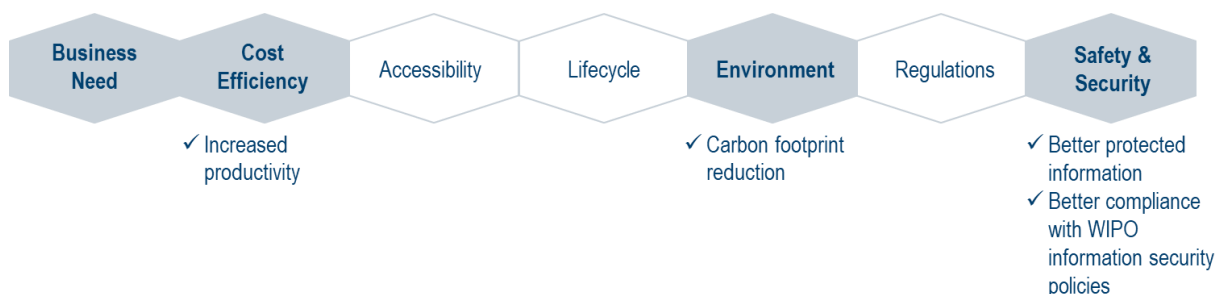 Business
Need
Cost
Efficiency
Accessibility
Lifecycle
Environment
Regulations
Safety &
Security
✓ Increased
productivity
✓ Carbon footprint
reduction
✓ Better protected
information
✓ Better compliance
with WIPO
information security
policies